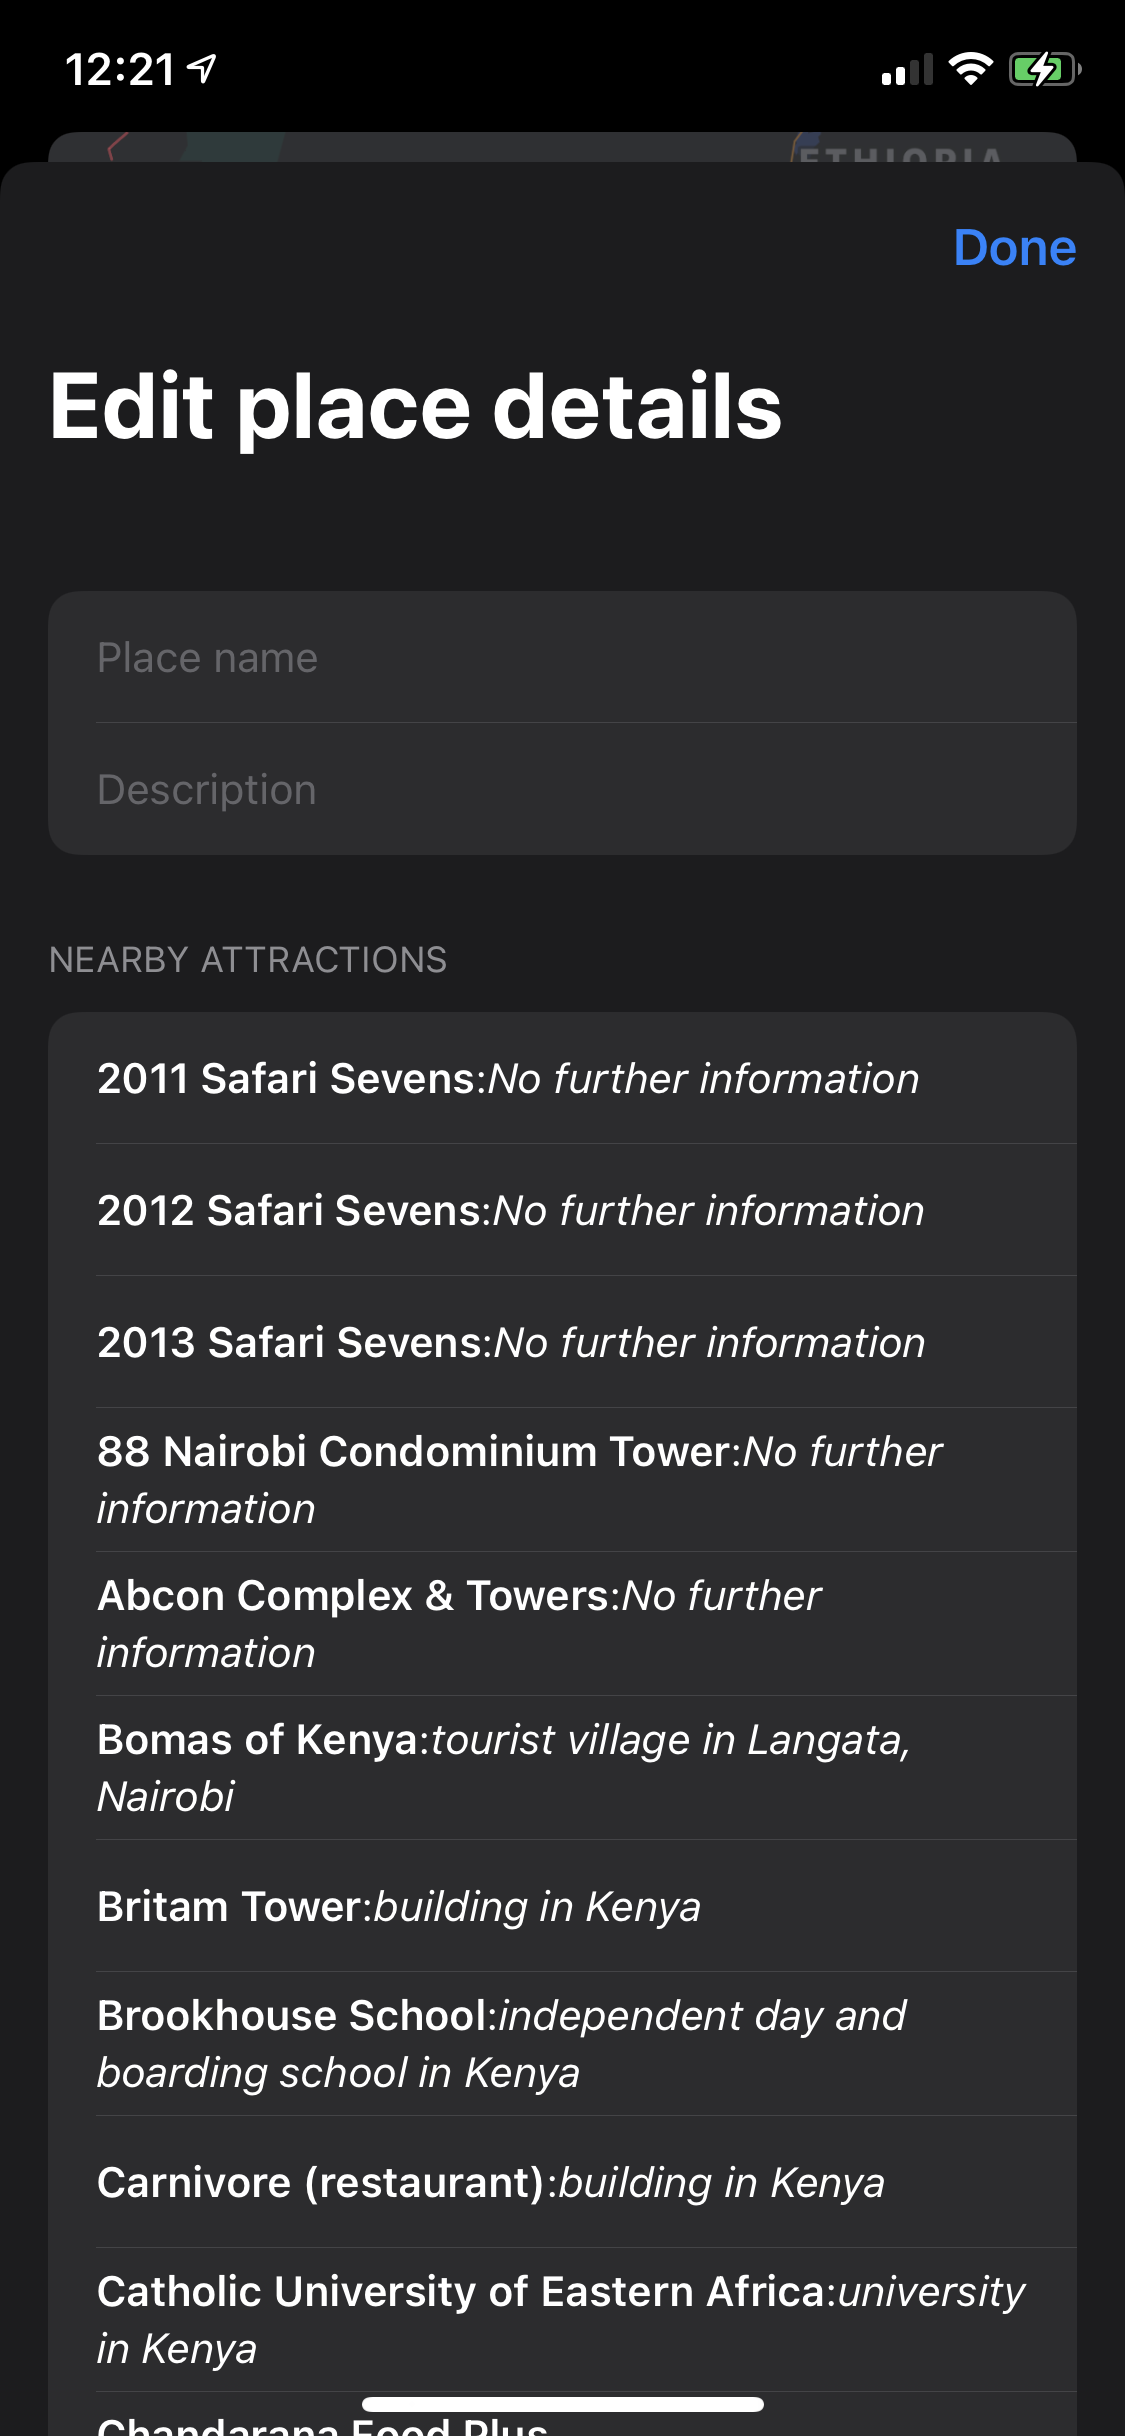 12:21
ETHIOPIA
Done
Edit place details
Place name
Description
NEARBY ATTRACTIONS
2011 Safari Sevens:No further information
2012 Safari Sevens:No further information
2013 Safari Sevens:No further information
88 Nairobi Condominium Tower:No further
information
Abcon Complex & Towers:No further
information
Bomas of Kenya:tourist village in Langata,
Nairobi
Britam Tower:building in Kenya
Brookhouse School:independent day and
boarding school in Kenya
Carnivore (restaurant):building in Kenya
Catholic University of Eastern Africa:university
in Kenya
Chandarana Food Plus